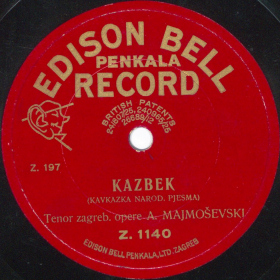 EDISON BELL
PENKALA
RECORD
BRITISH PATENTS
Z. 197
KAZBEK
(KAVKAZKA NAROD. PJESMA)
Tenor zagreb. opere A. MAJMOŠEVSKI
Z. 1140
EDISON BELL PENKALA, LTD. ZAGREB